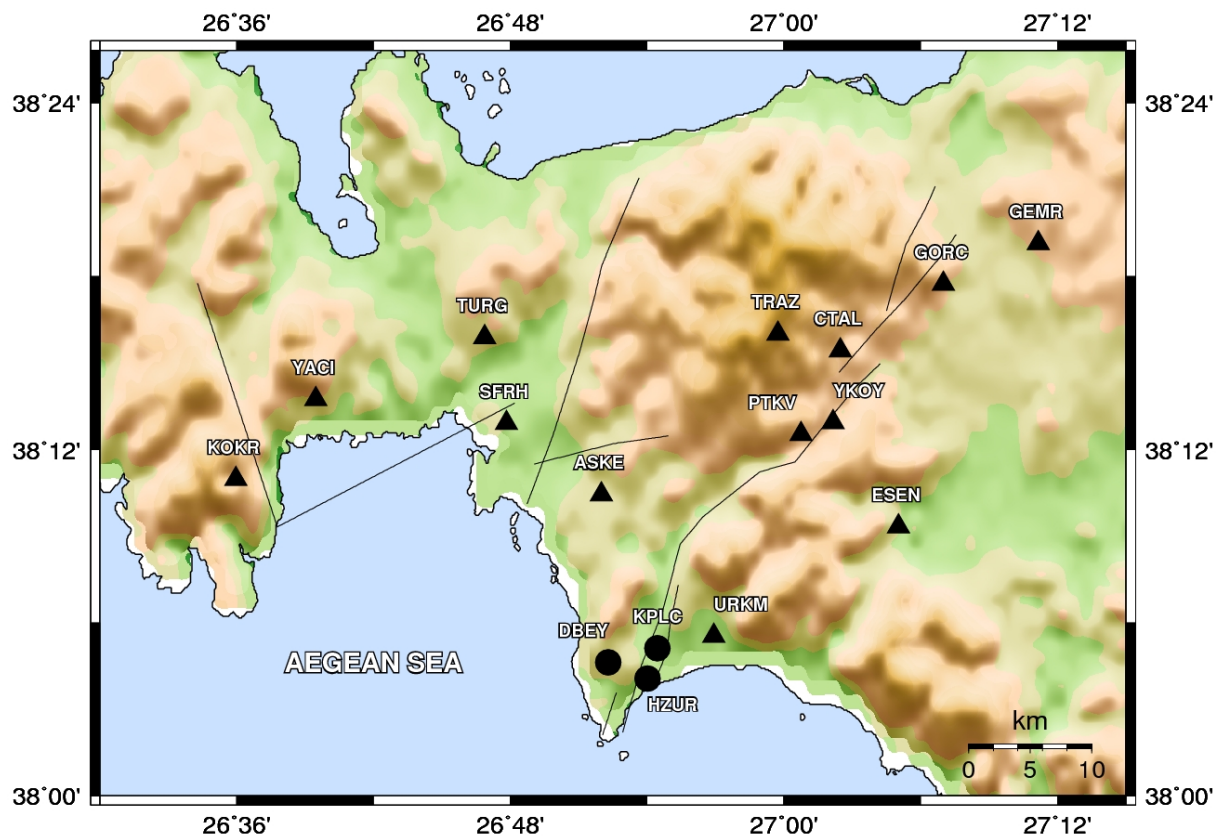 26°36' 26°48' 27°00' 27°12'
38°24' 38°24'
GEMR
GORC
TURG TRAZ
CTAL
YACI
SFRH PTKV YKOY
KOKR
38°12' 38°12'
ASKE
ESEN
DBEY KPLC URKM
AEGEAN SEA
HZUR
km
0 5 10
38°00' 38°00'
26°36' 26°48' 27°00' 27°12'